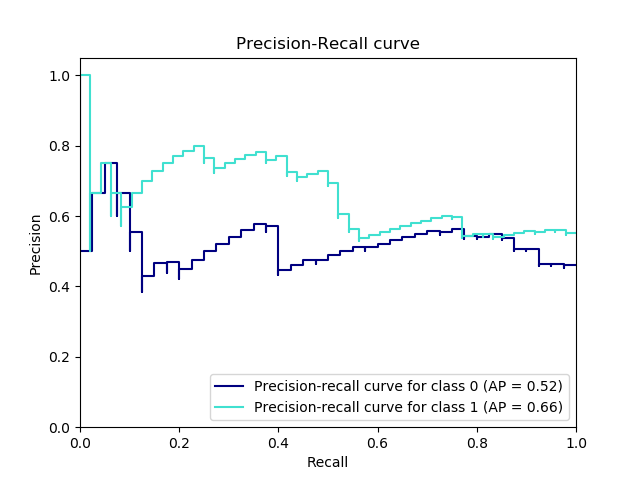 Precision-Recall curve
1.0
0.8
0.6
0.4
0.2
0.0
Precision
Precision-recall curve for class 0 (AP = 0.52)
Precision-recall curve for class 1 (AP = 0.66)
0.0 0.2 0.4 0.6 0.8 1.0
Recall